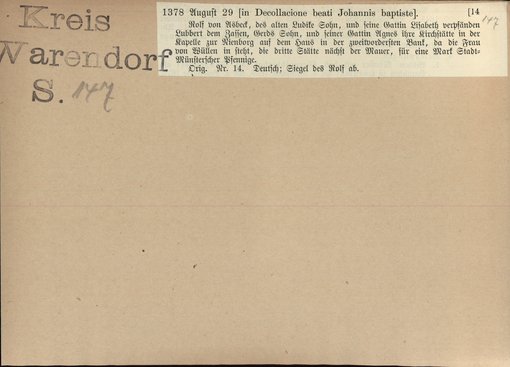 Kreis
Warendorf
S. 147
1378 August 29 [in Decollacione beati Johannis baptiste]. [14
147
Rolf von Asbeck, des alten Ludike Sohn, und seine Gattin Lisabeth verpfänden
Lubbert dem Zasien, Gerds Sohn, und seiner Gattin Agnes ihre Kirchstätte in der
Kapelle zur Nienborg auf dem Haus in der zweitvordersten Bank, da die Frau
von Wüllen in steht, die dritte Stätte nächst der Mauer, für eine Mark Stadt-
Münsterscher Pfennige.
Orig. Nr. 14. Deutsch; Siegel des Rolf ab.